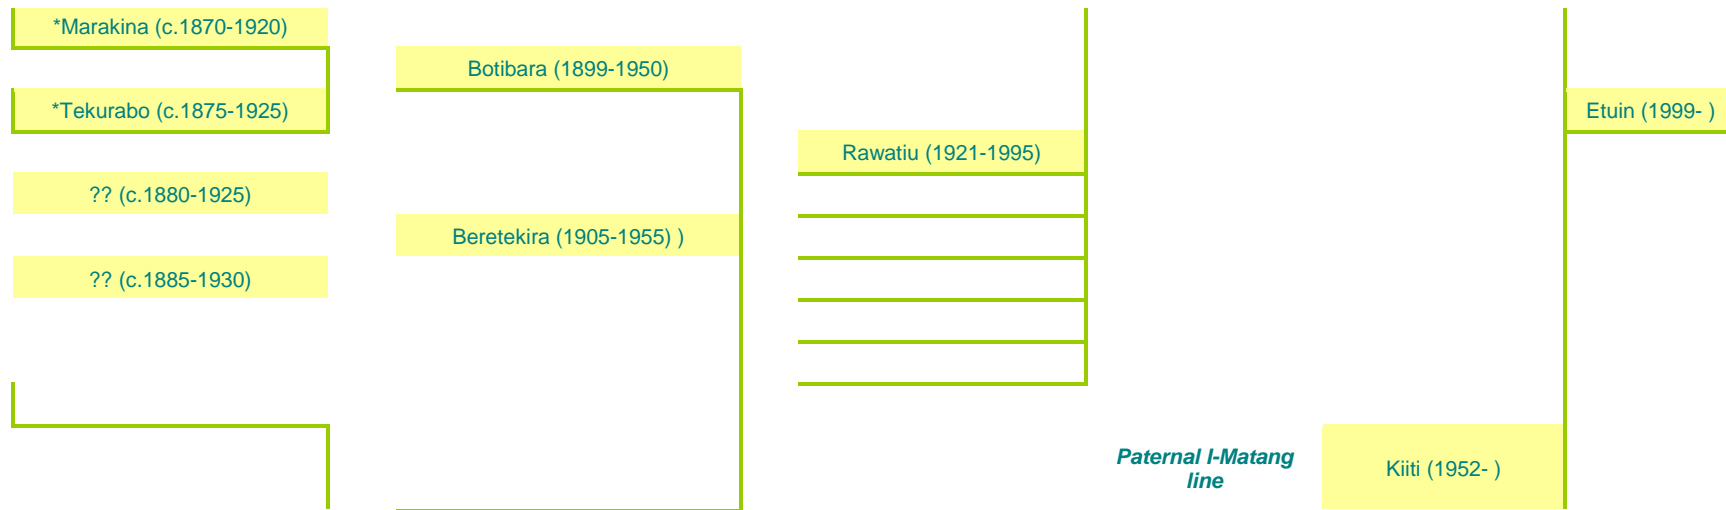 *Marakina (c.1870-1920)
Botibara (1899-1950)
*Tekurabo (c.1875-1925)
Etuin (1999- )
Rawatiu (1921-1995)
?? (c.1880-1925)
Beretekira (1905-1955) )
?? (c.1885-1930)
Paternal I-Matang
line
Kiiti (1952- )